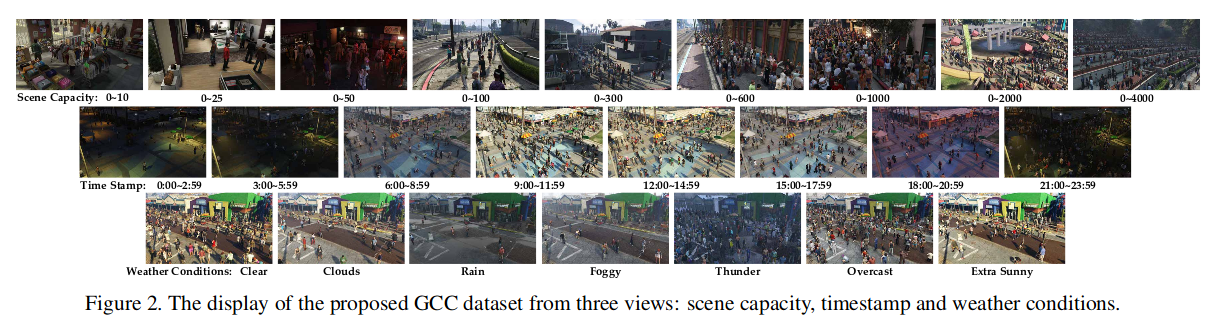 Scene Capacity: 0~10 0~25 0~50 0~100 0~300 0~600 0~1000 0~2000 0~4000
Time Stamp: 0:00~2:59 3:00~5:59 6:00~8:59 9:00~11:59 12:00~14:59 15:00~17:59 18:00~20:59 21:00~23:59
Weather Conditions: Clear Clouds Rain Foggy Thunder Overcast Extra Sunny
Figure 2. The display of the proposed GCC dataset from three views: scene capacity, timestamp and weather conditions.